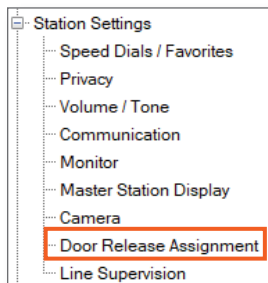 Station Settings
Speed Dials / Favorites
Privacy
Volume / Tone
Communication
Monitor
Master Station Display
Camera
Door Release Assignment
Line Supervision